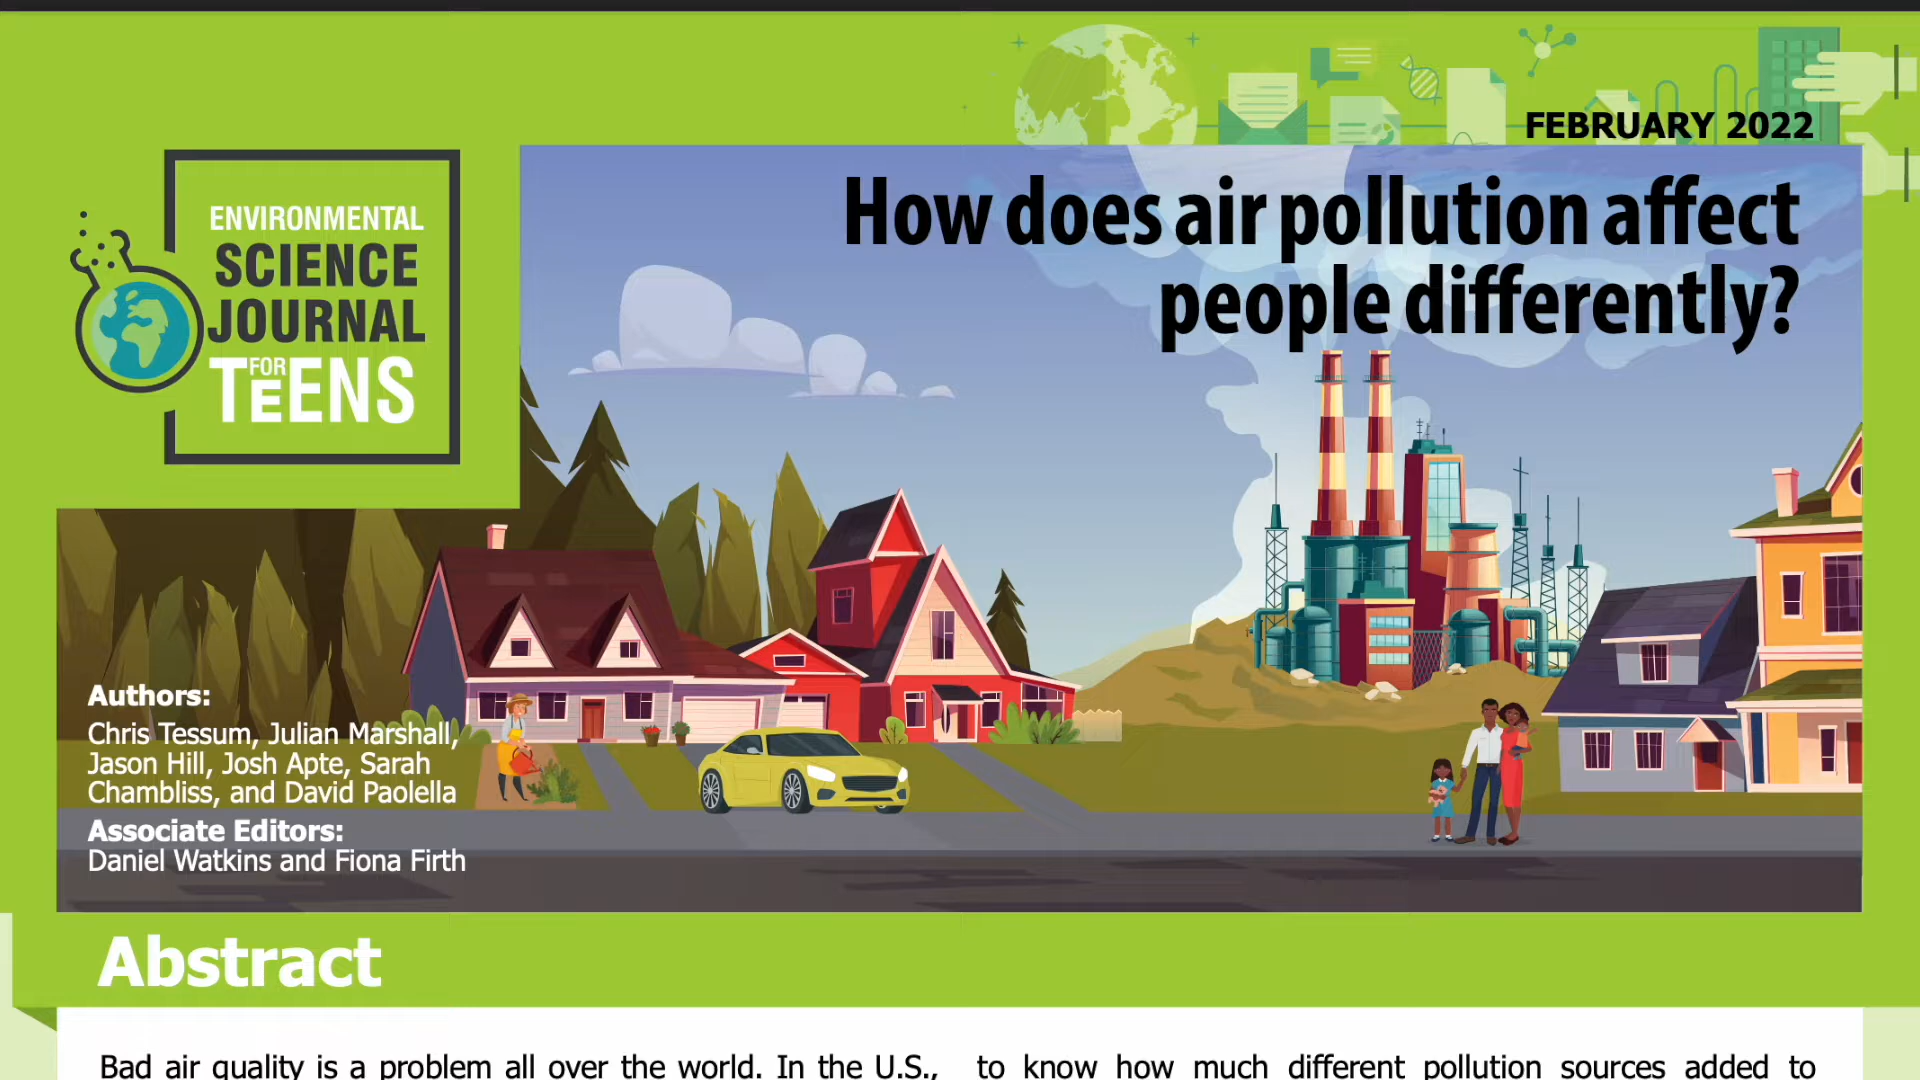 FEBRUARY 2022
ENVIRONMENTAL
SCIENCE
JOURNAL
FOR
TeENS
How does air pollution affect
people differently?
Authors:
Chris Tessum, Julian Marshall,
Jason Hill, Josh Apte, Sarah
Chambliss, and David Paolella
Associate Editors:
Daniel Watkins and Fiona Firth
Abstract
Bad air quality is a problem all over the world. In the U.S.,
to know how much different pollution sources added to